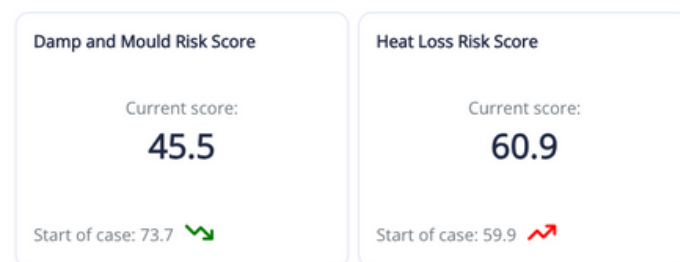 Damp and Mould Risk Score
Current score:
45.5
Start of case: 73.7
Heat Loss Risk Score
Current score:
60.9
Start of case: 59.9